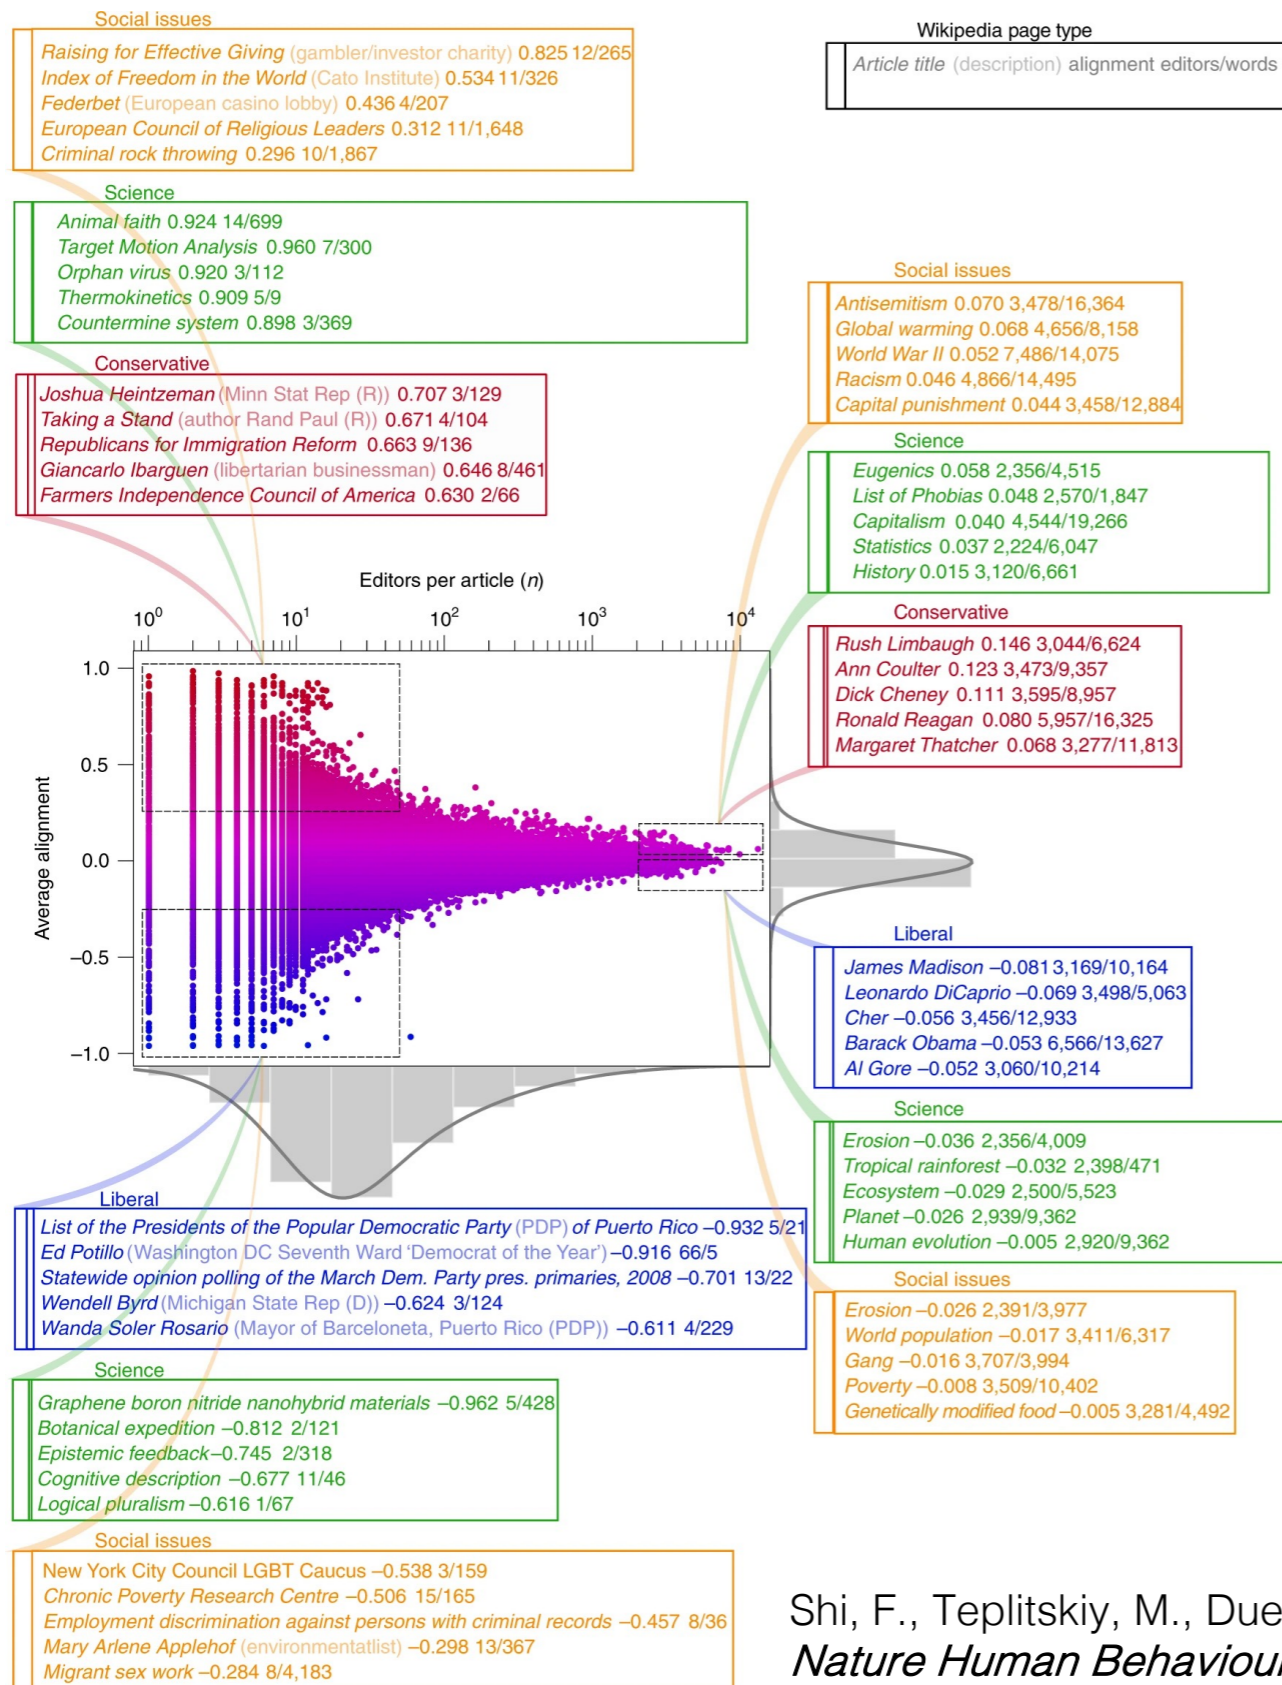 Social issues
Raising for Effective Giving (gambler/investor charity) 0.825 12/265
Index of Freedom in the World (Cato Institute) 0.534 11/326
Federbet (European casino lobby) 0.436 4/207
European Council of Religious Leaders 0.312 11/1,648
Criminal rock throwing 0.296 10/1,867
Wikipedia page type
Article title (description) alignment editors/words
Science
Animal faith 0.924 14/699
Target Motion Analysis 0.960 7/300
Orphan virus 0.920 3/112
Thermokinetics 0.909 5/9
Countermine system 0.898 3/369
Conservative
Joshua Heintzeman (Minn Stat Rep (R)) 0.707 3/129
Taking a Stand (author Rand Paul (R)) 0.671 4/104
Republicans for Immigration Reform 0.663 9/136
Giancarlo Ibarguen (libertarian businessman) 0.646 8/461
Farmers Independence Council of America 0.630 2/66
Social issues
Antisemitism 0.070 3,478/16,364
Global warming 0.068 4,656/8,158
World War II 0.052 7,486/14,075
Racism 0.046 4,866/14,495
Capital punishment 0.044 3,458/12,884
Science
Eugenics 0.058 2,356/4,515
List of Phobias 0.048 2,570/1,847
Capitalism 0.040 4,544/19,266
Statistics 0.037 2,224/6,047
History 0.015 3,120/6,661
Conservative
Rush Limbaugh 0.146 3,044/6,624
Ann Coulter 0.123 3,473/9,357
Dick Cheney 0.111 3,595/8,957
Ronald Reagan 0.080 5,957/16,325
Margaret Thatcher 0.068 3,277/11,813
Editors per article (n)
10⁰ 10¹ 10² 10³ 10⁴
Average alignment
1.0
0.5
0.0
−0.5
−1.0
Liberal
James Madison −0.081 3,169/10,164
Leonardo DiCaprio −0.069 3,498/5,063
Cher −0.056 3,456/12,933
Barack Obama −0.053 6,566/13,627
Al Gore −0.052 3,060/10,214
Science
Erosion −0.036 2,356/4,009
Tropical rainforest −0.032 2,398/471
Ecosystem −0.029 2,500/5,523
Planet −0.026 2,939/9,362
Human evolution −0.005 2,920/9,362
Social issues
Erosion −0.026 2,391/3,977
World population −0.017 3,411/6,317
Gang −0.016 3,707/3,994
Poverty −0.008 3,509/10,402
Genetically modified food −0.005 3,281/4,492
Liberal
List of the Presidents of the Popular Democratic Party (PDP) of Puerto Rico −0.932 5/21
Ed Potillo (Washington DC Seventh Ward ‘Democrat of the Year’) −0.916 66/5
Statewide opinion polling of the March Dem. Party pres. primaries, 2008 −0.701 13/22
Wendell Byrd (Michigan State Rep (D)) −0.624 3/124
Wanda Soler Rosario (Mayor of Barceloneta, Puerto Rico (PDP)) −0.611 4/229
Science
Graphene boron nitride nanohybrid materials −0.962 5/428
Botanical expedition −0.812 2/121
Epistemic feedback −0.745 2/318
Cognitive description −0.677 11/46
Logical pluralism −0.616 1/67
Social issues
New York City Council LGBT Caucus −0.538 3/159
Chronic Poverty Research Centre −0.506 15/165
Employment discrimination against persons with criminal records −0.457 8/36
Mary Arlene Applehof (environmentatlist) −0.298 13/367
Migrant sex work −0.284 8/4,183
Shi, F., Teplitskiy, M., Due
Nature Human Behaviour